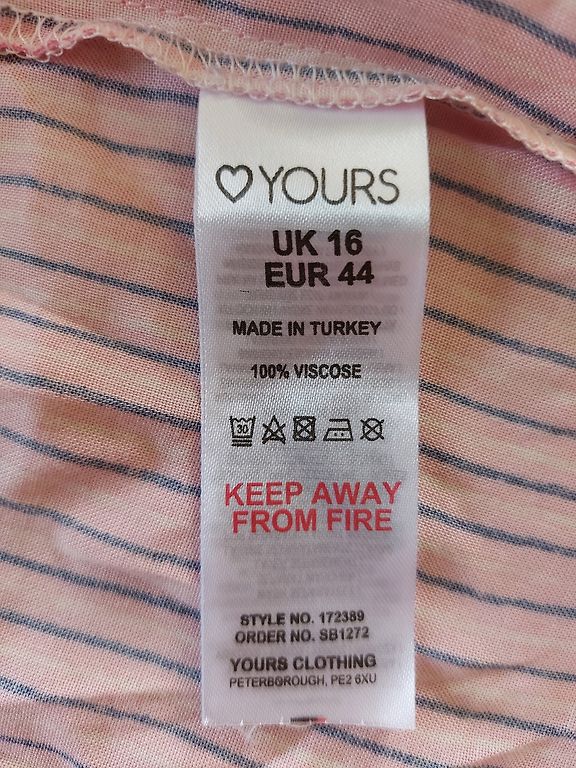 YOURS
UK 16
EUR 44
MADE IN TURKEY
100% VISCOSE
30
KEEP AWAY
FROM FIRE
STYLE NO. 172389
ORDER NO. SB1272
YOURS CLOTHING
PETERBOROUGH, PE2 6XU